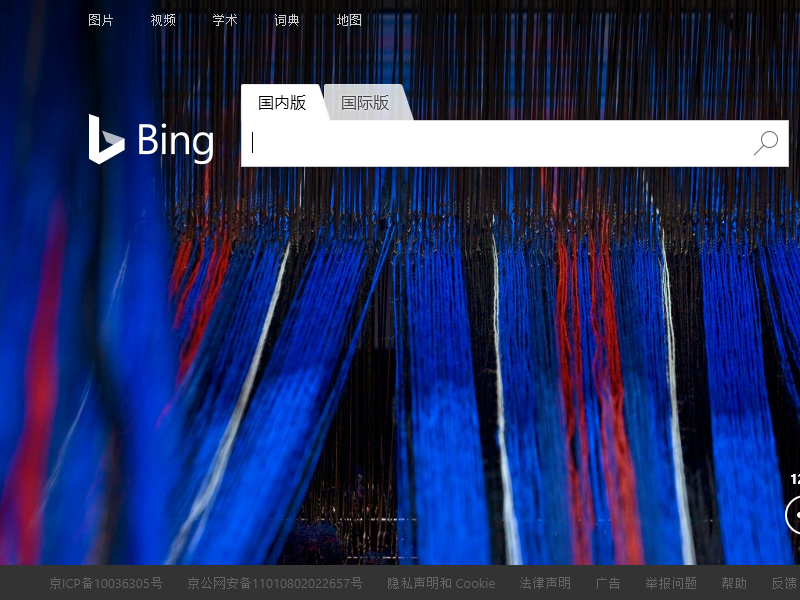 图片 视频 学术 词典 地图
国内版 国际版
Bing
京ICP备10036305号 京公网安备11010802022657号 隐私声明和 Cookie 法律声明 广告 举报问题 帮助 反馈